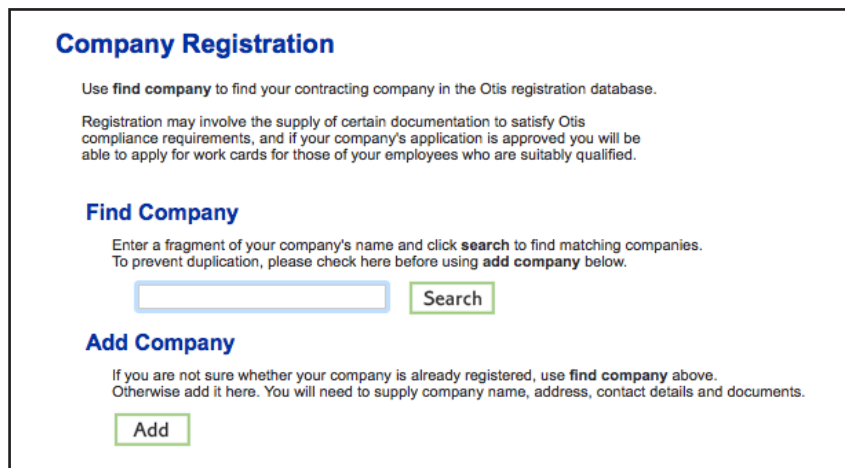 Company Registration
Use find company to find your contracting company in the Otis registration database.
Registration may involve the supply of certain documentation to satisfy Otis
compliance requirements, and if your company's application is approved you will be
able to apply for work cards for those of your employees who are suitably qualified.
Find Company
Enter a fragment of your company's name and click search to find matching companies.
To prevent duplication, please check here before using add company below.
Search
Add Company
If you are not sure whether your company is already registered, use find company above.
Otherwise add it here. You will need to supply company name, address, contact details and documents.
Add